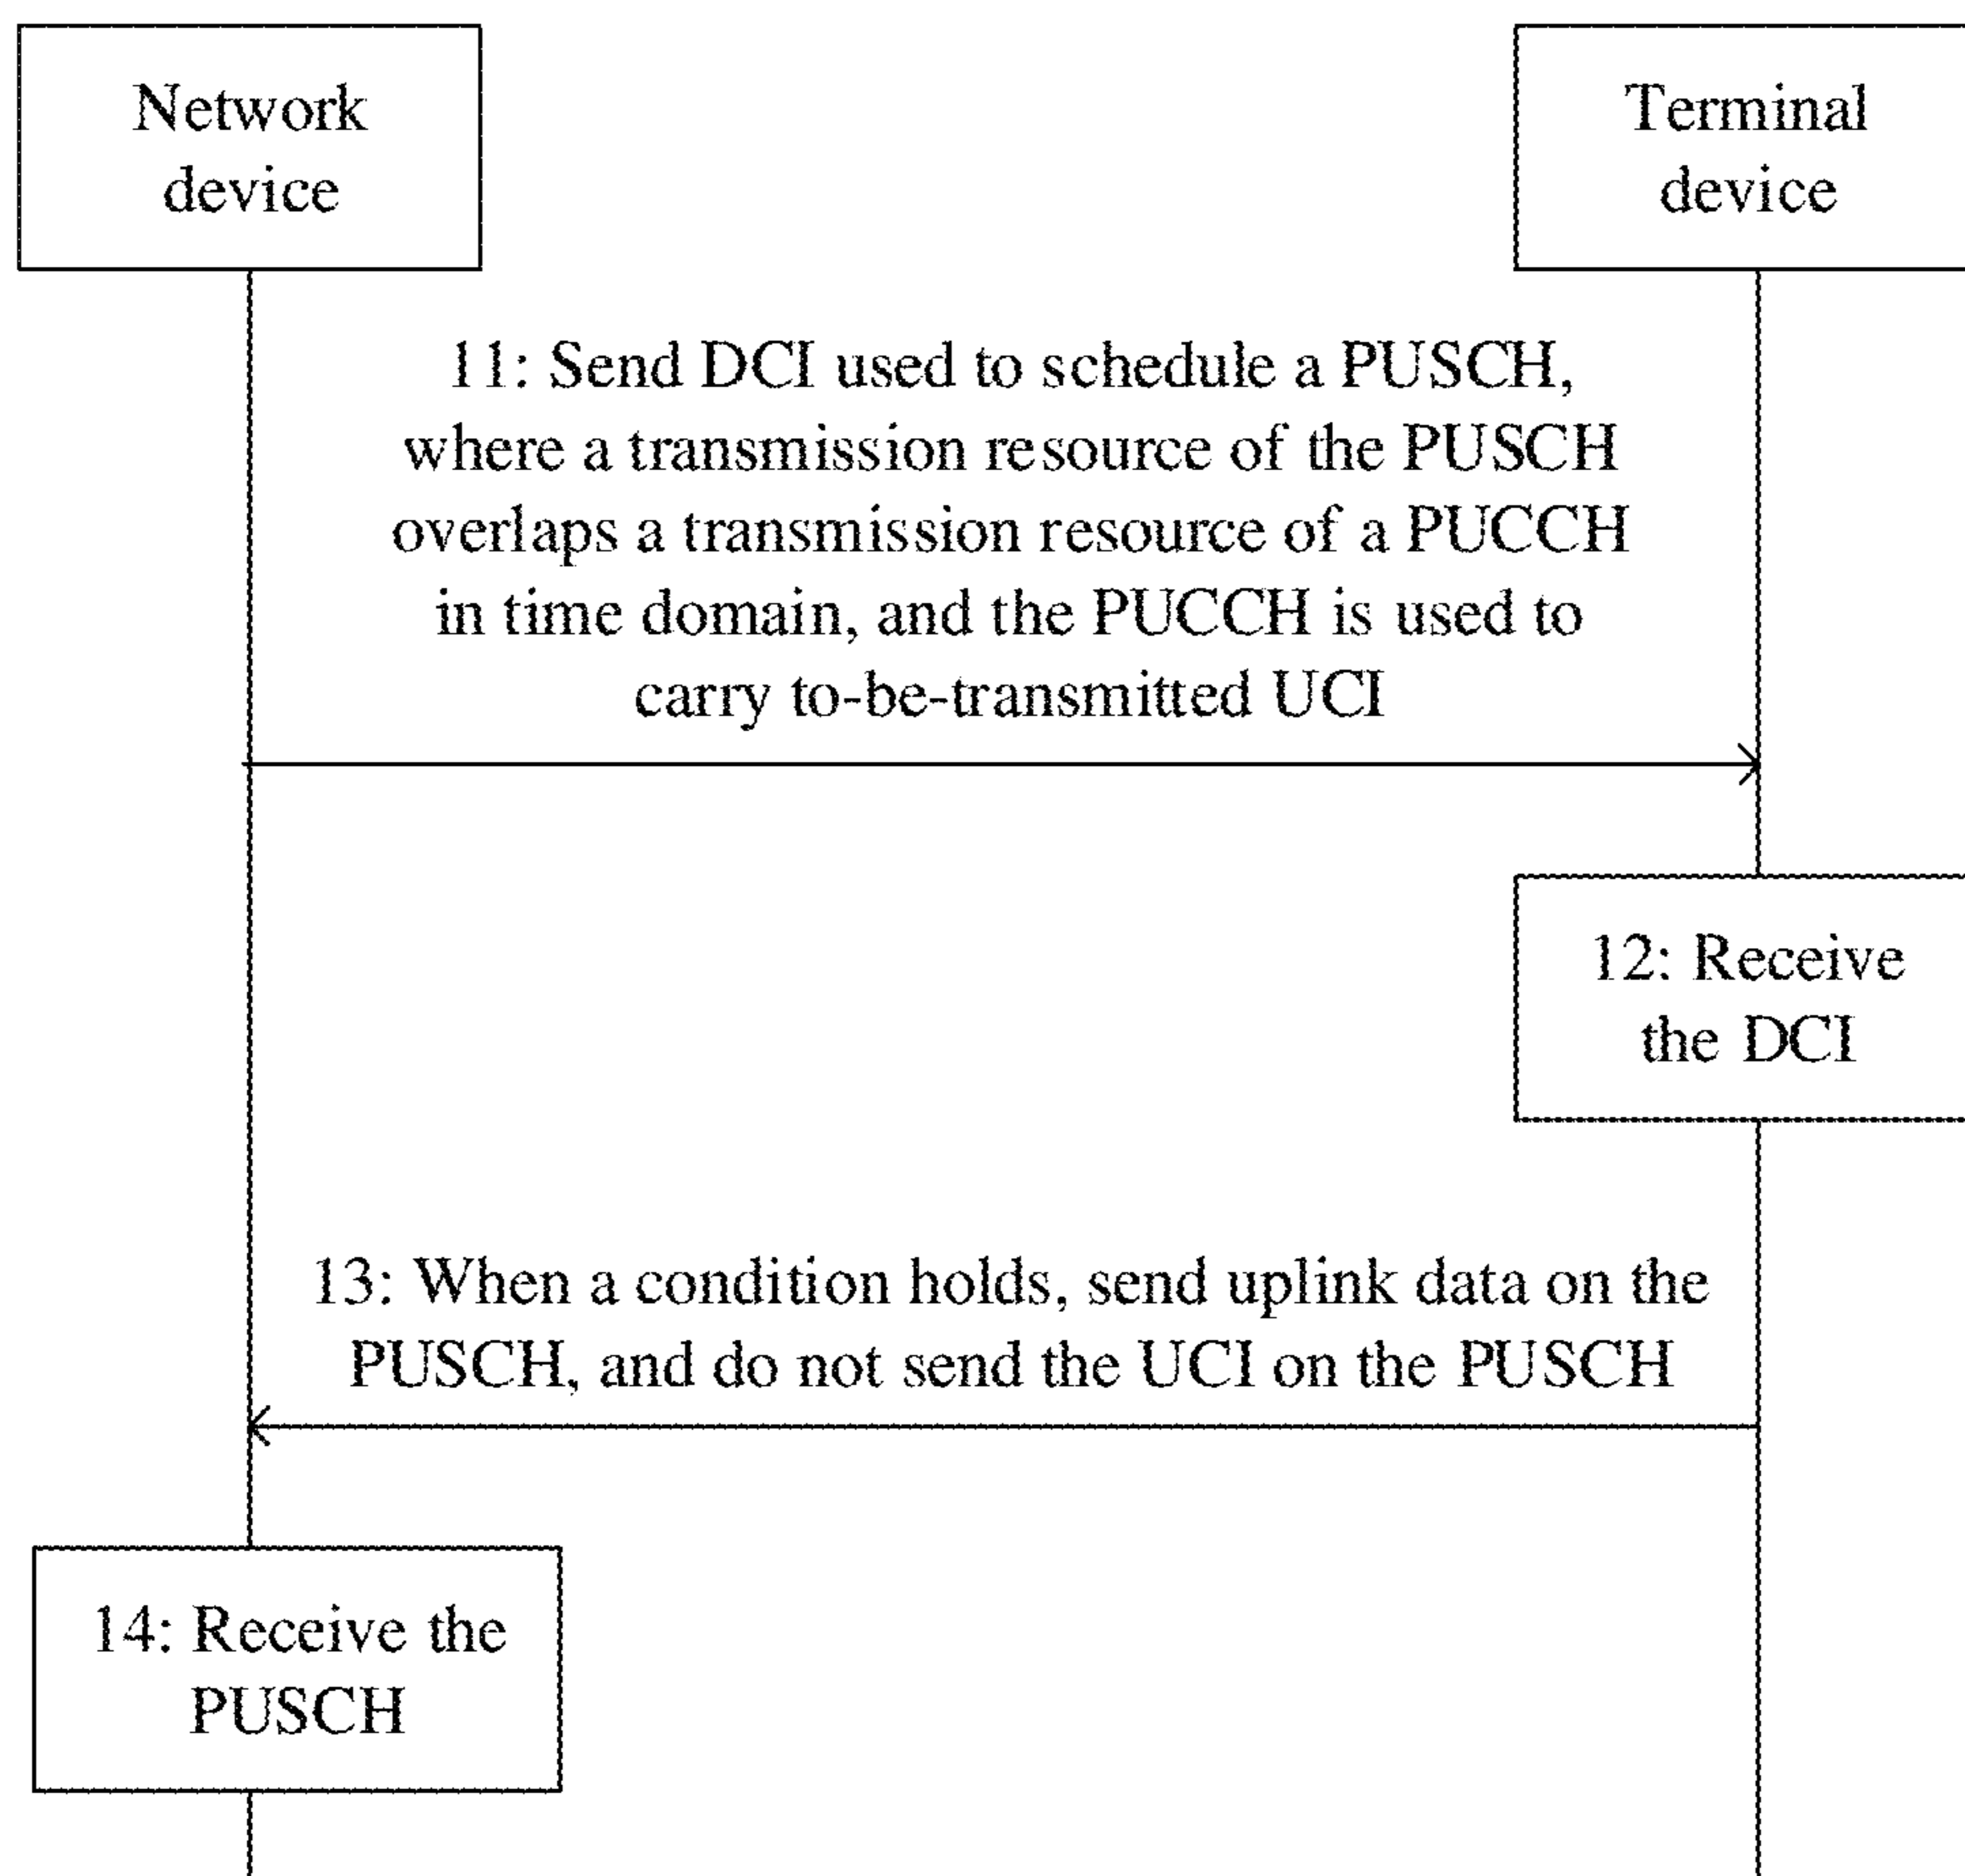 Network
device
Terminal
device
11: Send DCI used to schedule a PUSCH,
where a transmission resource of the PUSCH
overlaps a transmission resource of a PUCCH
in time domain, and the PUCCH is used to
carry to-be-transmitted UCI
12: Receive
the DCI
13: When a condition holds, send uplink data on the
PUSCH, and do not send the UCI on the PUSCH
14: Receive the
PUSCH